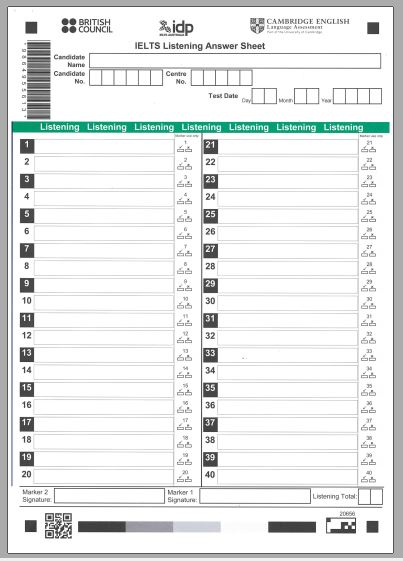 BRITISH COUNCIL
idp
IELTS AUSTRALIA
CAMBRIDGE ENGLISH
Language Assessment
Part of the University of Cambridge
IELTS Listening Answer Sheet
Candidate Name
Candidate No.
Centre No.
Test Date
Day Month Year
Listening Listening Listening Listening Listening Listening Listening
Marker use only Marker use only
1 1 21 21
2 2 22 22
3 3 23 23
4 4 24 24
5 5 25 25
6 6 26 26
7 7 27 27
8 8 28 28
9 9 29 29
10 10 30 30
11 11 31 31
12 12 32 32
13 13 33 33
14 14 34 34
15 15 35 35
16 16 36 36
17 17 37 37
18 18 38 38
19 19 39 39
20 20 40 40
Marker 2 Signature:
Marker 1 Signature:
Listening Total:
20656